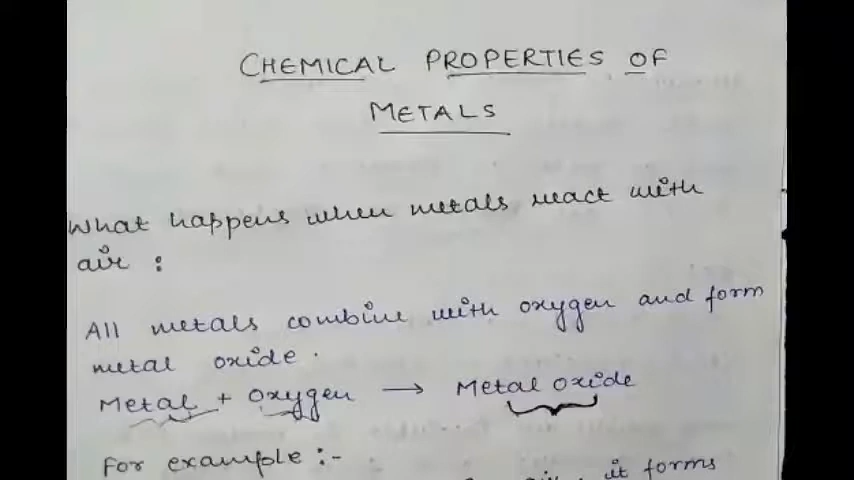 CHEMICAL PROPERTIES OF
METALS
What happens when metals react with
air :
All metals combine with oxygen and form
metal oxide.
Metal + Oxygen → Metal oxide
For example :-
it forms